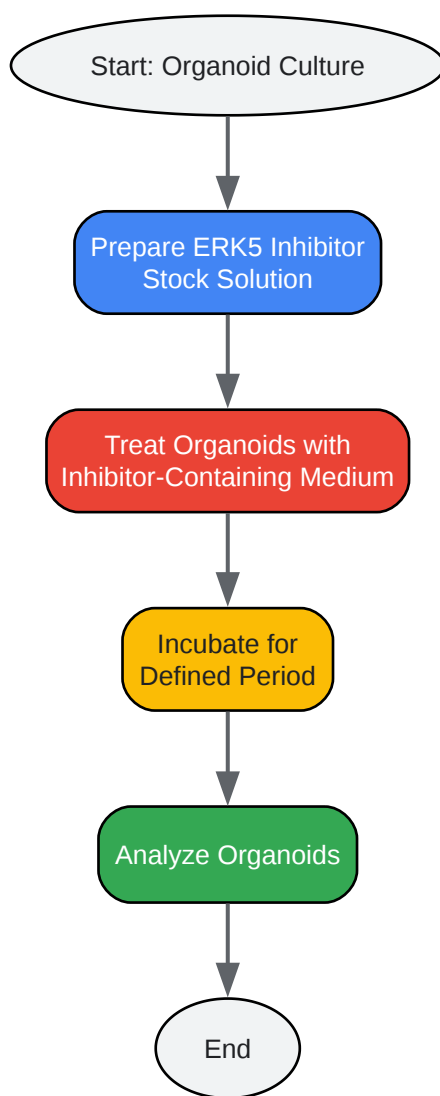 Start: Organoid Culture
Prepare ERK5 Inhibitor
Stock Solution
Treat Organoids with
Inhibitor-Containing Medium
Incubate for
Defined Period
Analyze Organoids
End